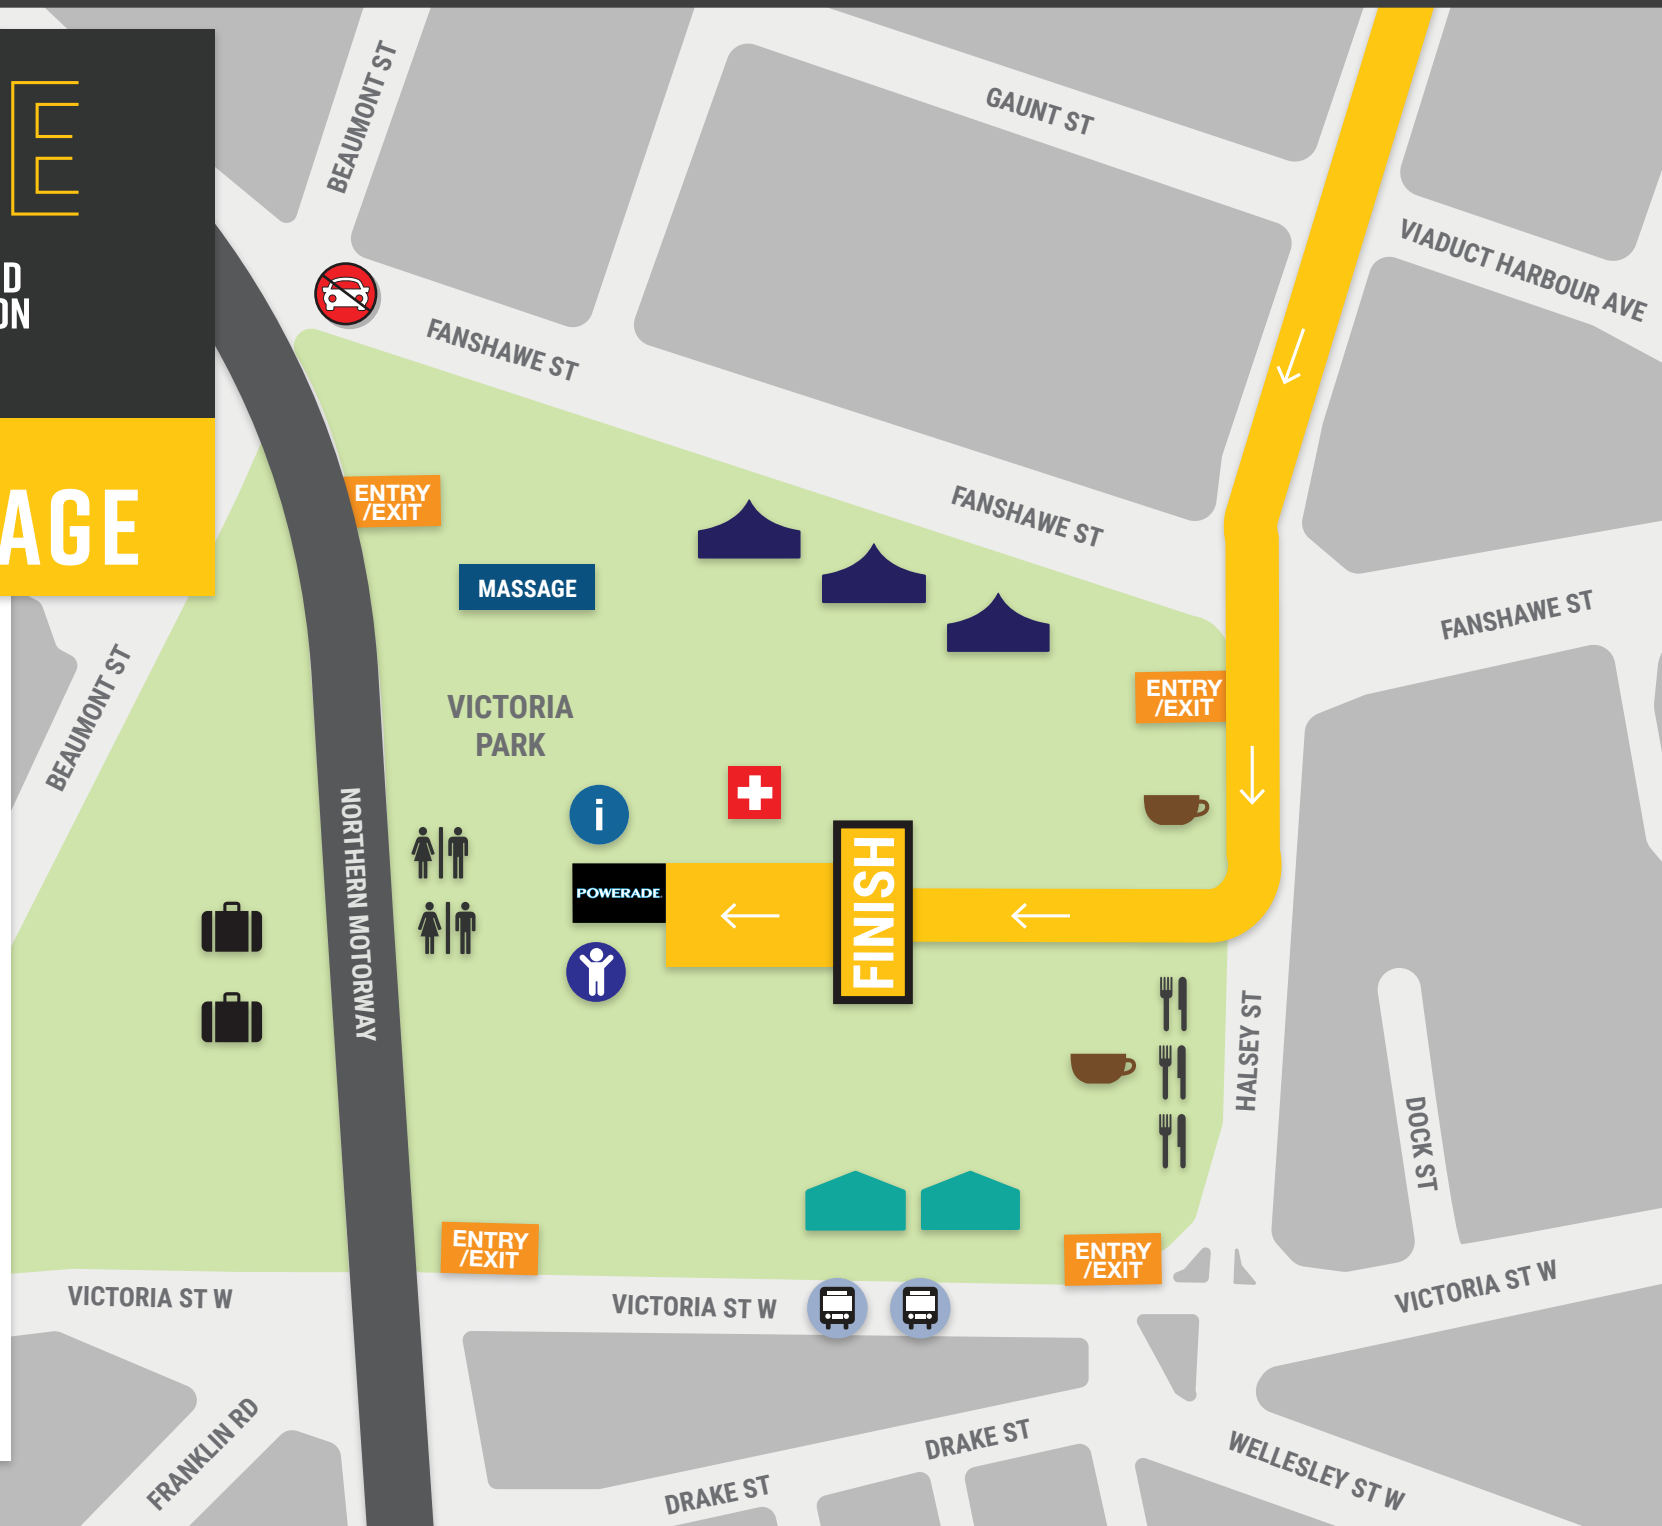 E
D
ON
AGE
BEAUMONT ST
GAUNT ST
VIADUCT HARBOUR AVE
FANSHAWE ST
FANSHAWE ST
FANSHAWE ST
ENTRY
/EXIT
MASSAGE
BEAUMONT ST
VICTORIA
PARK
ENTRY
/EXIT
NORTHERN MOTORWAY
i
POWERADE
FINISH
HALSEY ST
DOCK ST
ENTRY
/EXIT
ENTRY
/EXIT
VICTORIA ST W
VICTORIA ST W
VICTORIA ST W
FRANKLIN RD
DRAKE ST
DRAKE ST
WELLESLEY ST W